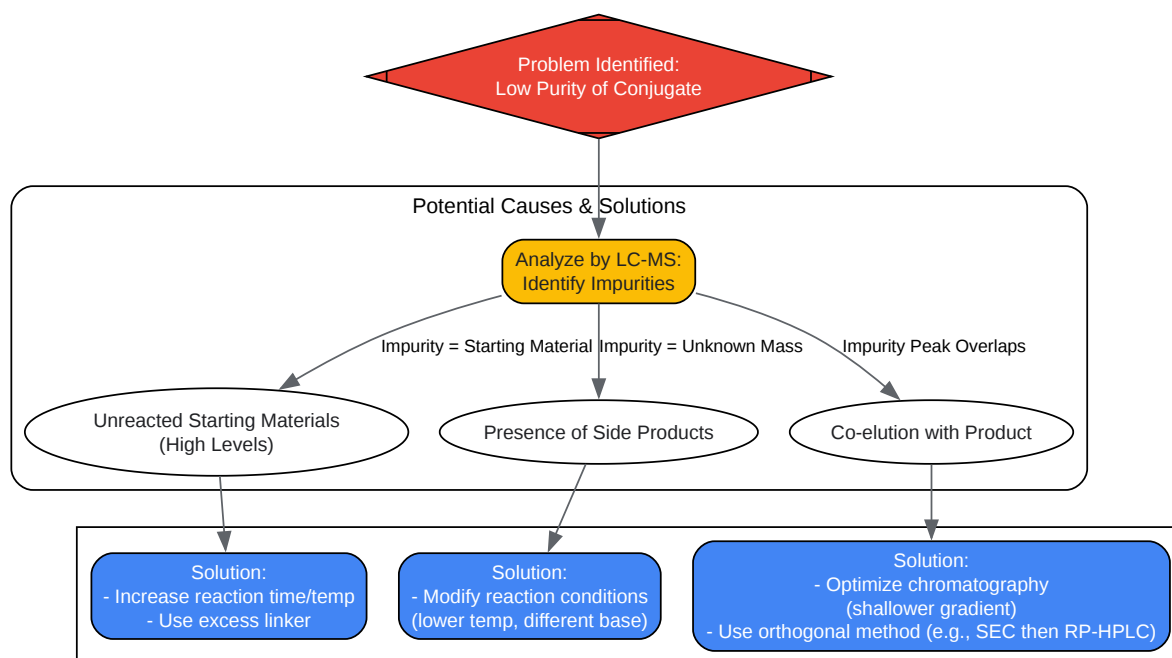 Problem Identified:
Low Purity of Conjugate
Potential Causes & Solutions
Analyze by LC-MS:
Identify Impurities
Impurity = Starting Material
Impurity = Unknown Mass
Impurity Peak Overlaps
Unreacted Starting Materials
(High Levels)
Presence of Side Products
Co-elution with Product
Solution:
- Increase reaction time/temp
- Use excess linker
Solution:
- Modify reaction conditions
(lower temp, different base)
Solution:
- Optimize chromatography
(shallower gradient)
- Use orthogonal method (e.g., SEC then RP-HPLC)